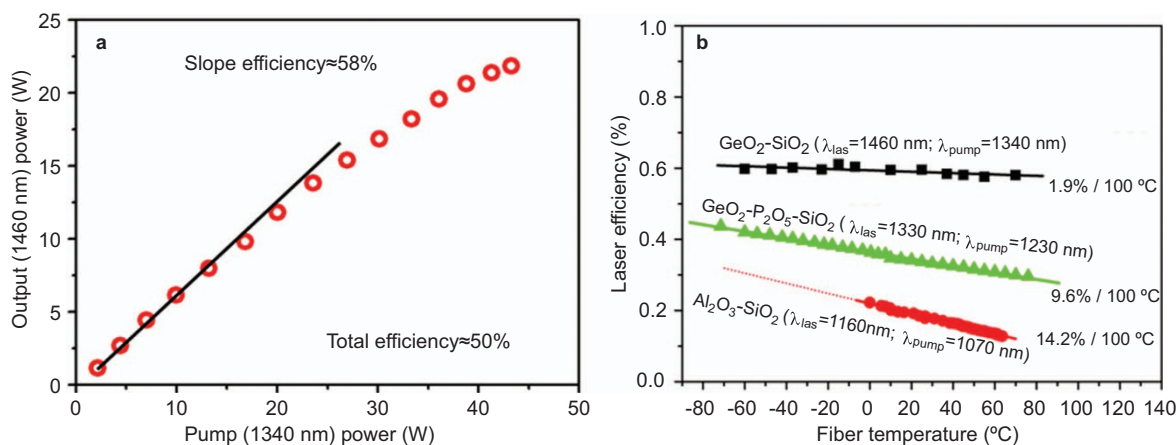 a
Slope efficiency≈58%
Total efficiency≈50%
Output (1460 nm) power (W)
25
20
15
10
5
0
0 10 20 30 40 50
Pump (1340 nm) power (W)
b
GeO₂-SiO₂ ( λlas=1460 nm; λpump=1340 nm)
1.9% / 100 ºC
GeO₂-P₂O₅-SiO₂ ( λlas=1330 nm; λpump=1230 nm)
9.6% / 100 ºC
Al₂O₃-SiO₂ (λlas=1160nm; λpump=1070 nm)
14.2% / 100 ºC
Laser efficiency (%)
1.0
0.8
0.6
0.4
0.2
0.0
-80 -60 -40 -20 0 20 40 60 80 100 120 140
Fiber temperature (ºC)